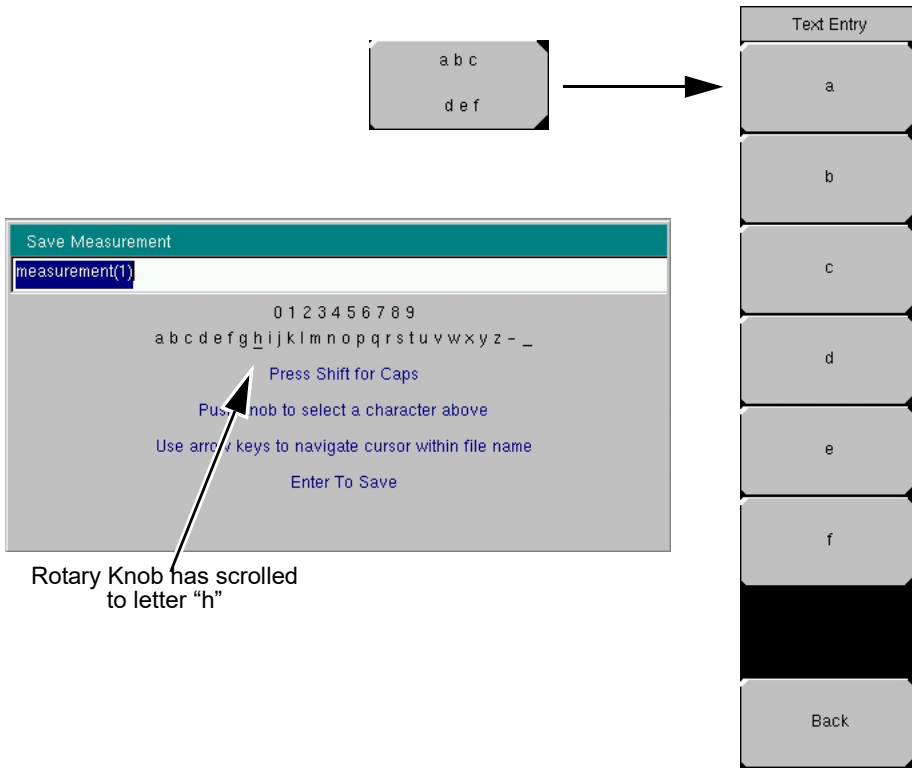 a b c
d e f
Text Entry
a
b
c
d
e
f
Back
Save Measurement
measurement(1)
0 1 2 3 4 5 6 7 8 9
a b c d e f g h i j k l m n o p q r s t u v w x y z - _
Press Shift for Caps
to select a character above
Use arrow keys to navigate cursor within file name
Enter To Save
Rotary Knob has scrolled
to letter “h”